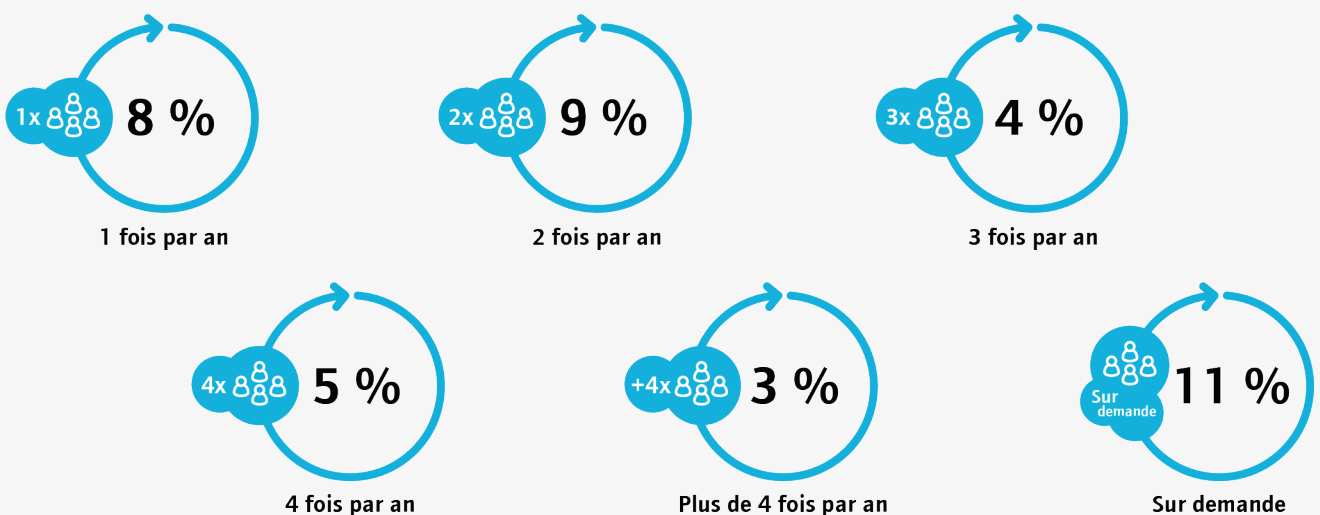 1x 8 %
1 fois par an
2x 9 %
2 fois par an
3x 4 %
3 fois par an
4x 5 %
4 fois par an
+4x 3 %
Plus de 4 fois par an
Sur
demande
11 %
Sur demande